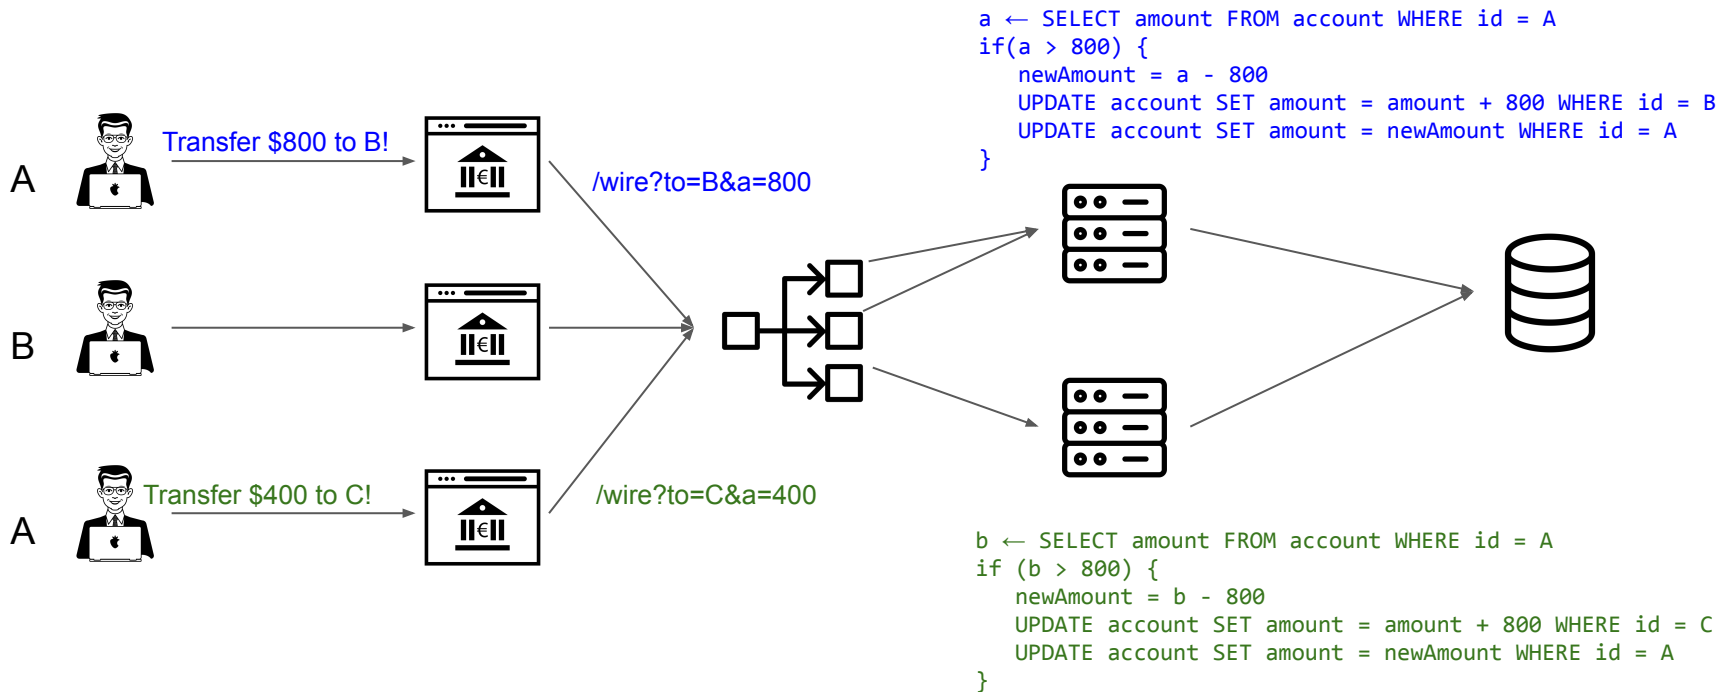 a ← SELECT amount FROM account WHERE id = A
if(a > 800) {
newAmount = a - 800
UPDATE account SET amount = amount + 800 WHERE id = B
UPDATE account SET amount = newAmount WHERE id = A
}
A
Transfer $800 to B!
€
/wire?to=B&a=800
B
€
A
Transfer $400 to C!
€
/wire?to=C&a=400
b ← SELECT amount FROM account WHERE id = A
if (b > 800) {
newAmount = b - 800
UPDATE account SET amount = amount + 800 WHERE id = C
UPDATE account SET amount = newAmount WHERE id = A
}